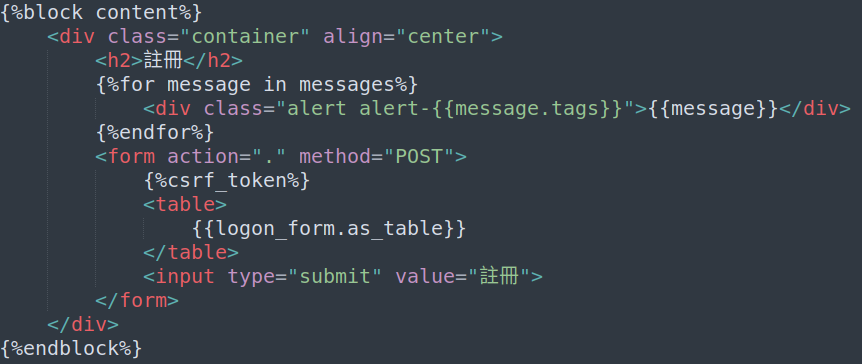 {%block content%}
<div class="container" align="center">
<h2>註冊</h2>
{%for message in messages%}
<div class="alert alert-{{message.tags}}">{{message}}</div>
{%endfor%}
<form action="." method="POST">
{%csrf_token%}
<table>
{{logon_form.as_table}}
</table>
<input type="submit" value="註冊">
</form>
</div>
{%endblock%}